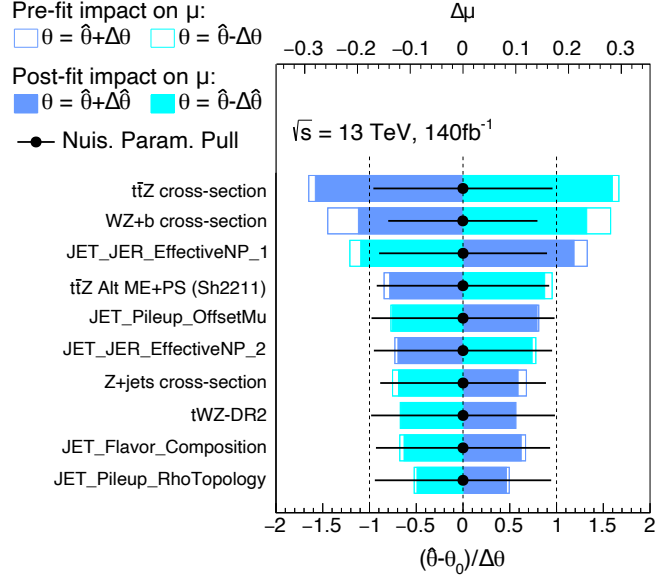 Pre-fit impact on μ:
θ = θ̂+Δθ θ = θ̂-Δθ
Post-fit impact on μ:
θ = θ̂+Δθ̂ θ = θ̂-Δθ̂
Nuis. Param. Pull
Δμ
−0.3 −0.2 −0.1 0 0.1 0.2 0.3
√s = 13 TeV, 140fb⁻¹
tt̄Z cross-section
WZ+b cross-section
JET_JER_EffectiveNP_1
tt̄Z Alt ME+PS (Sh2211)
JET_Pileup_OffsetMu
JET_JER_EffectiveNP_2
Z+jets cross-section
tWZ-DR2
JET_Flavor_Composition
JET_Pileup_RhoTopology
−2 −1.5 −1 −0.5 0 0.5 1 1.5 2
(θ̂-θ₀)/Δθ